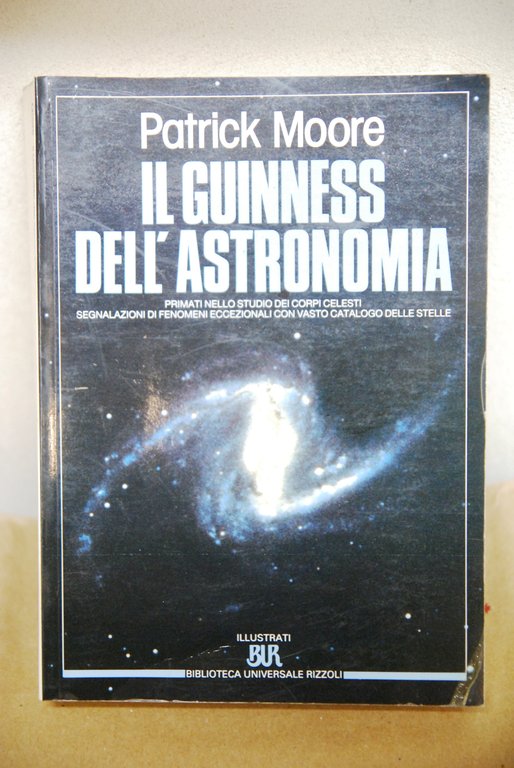 Patrick Moore
IL GUINNESS
DELL'ASTRONOMIA
PRIMATI NELLO STUDIO DEI CORPI CELESTI
SEGNALAZIONI DI FENOMENI ECCEZIONALI CON VASTO CATALOGO DELLE STELLE
ILLUSTRATI
BUR
BIBLIOTECA UNIVERSALE RIZZOLI